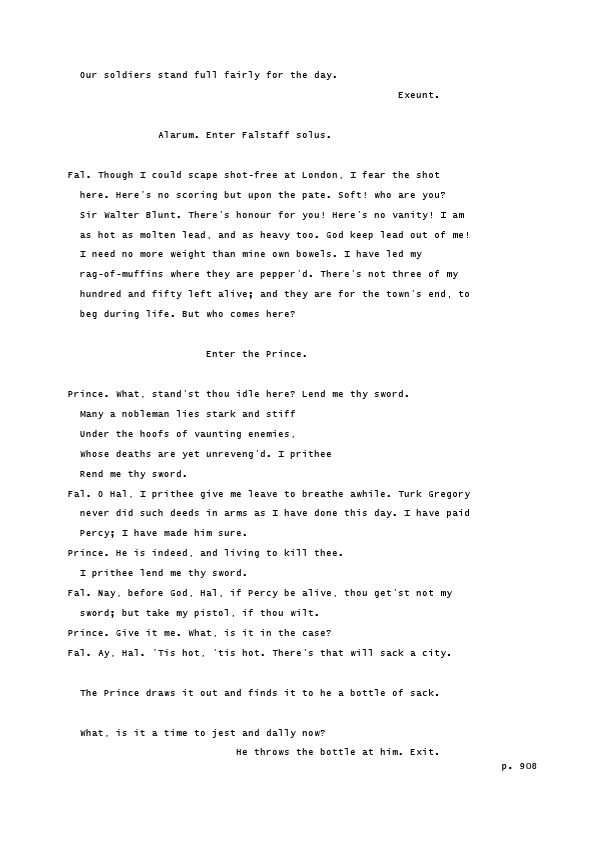 Our soldiers stand full fairly for the day.
Exeunt.
Alarum. Enter Falstaff solus.
Fal. Though I could scape shot-free at London, I fear the shot
here. Here's no scoring but upon the pate. Soft! who are you?
Sir Walter Blunt. There's honour for you! Here's no vanity! I am
as hot as molten lead, and as heavy too. God keep lead out of me!
I need no more weight than mine own bowels. I have led my
rag-of-muffins where they are pepper'd. There's not three of my
hundred and fifty left alive; and they are for the town's end, to
beg during life. But who comes here?
Enter the Prince.
Prince. What, stand'st thou idle here? Lend me thy sword.
Many a nobleman lies stark and stiff
Under the hoofs of vaunting enemies,
Whose deaths are yet unreveng'd. I prithee
Rend me thy sword.
Fal. O Hal, I prithee give me leave to breathe awhile. Turk Gregory
never did such deeds in arms as I have done this day. I have paid
Percy; I have made him sure.
Prince. He is indeed, and living to kill thee.
I prithee lend me thy sword.
Fal. Nay, before God, Hal, if Percy be alive, thou get'st not my
sword; but take my pistol, if thou wilt.
Prince. Give it me. What, is it in the case?
Fal. Ay, Hal. 'Tis hot, 'tis hot. There's that will sack a city.
The Prince draws it out and finds it to he a bottle of sack.
What, is it a time to jest and dally now?
He throws the bottle at him. Exit.
p. 908